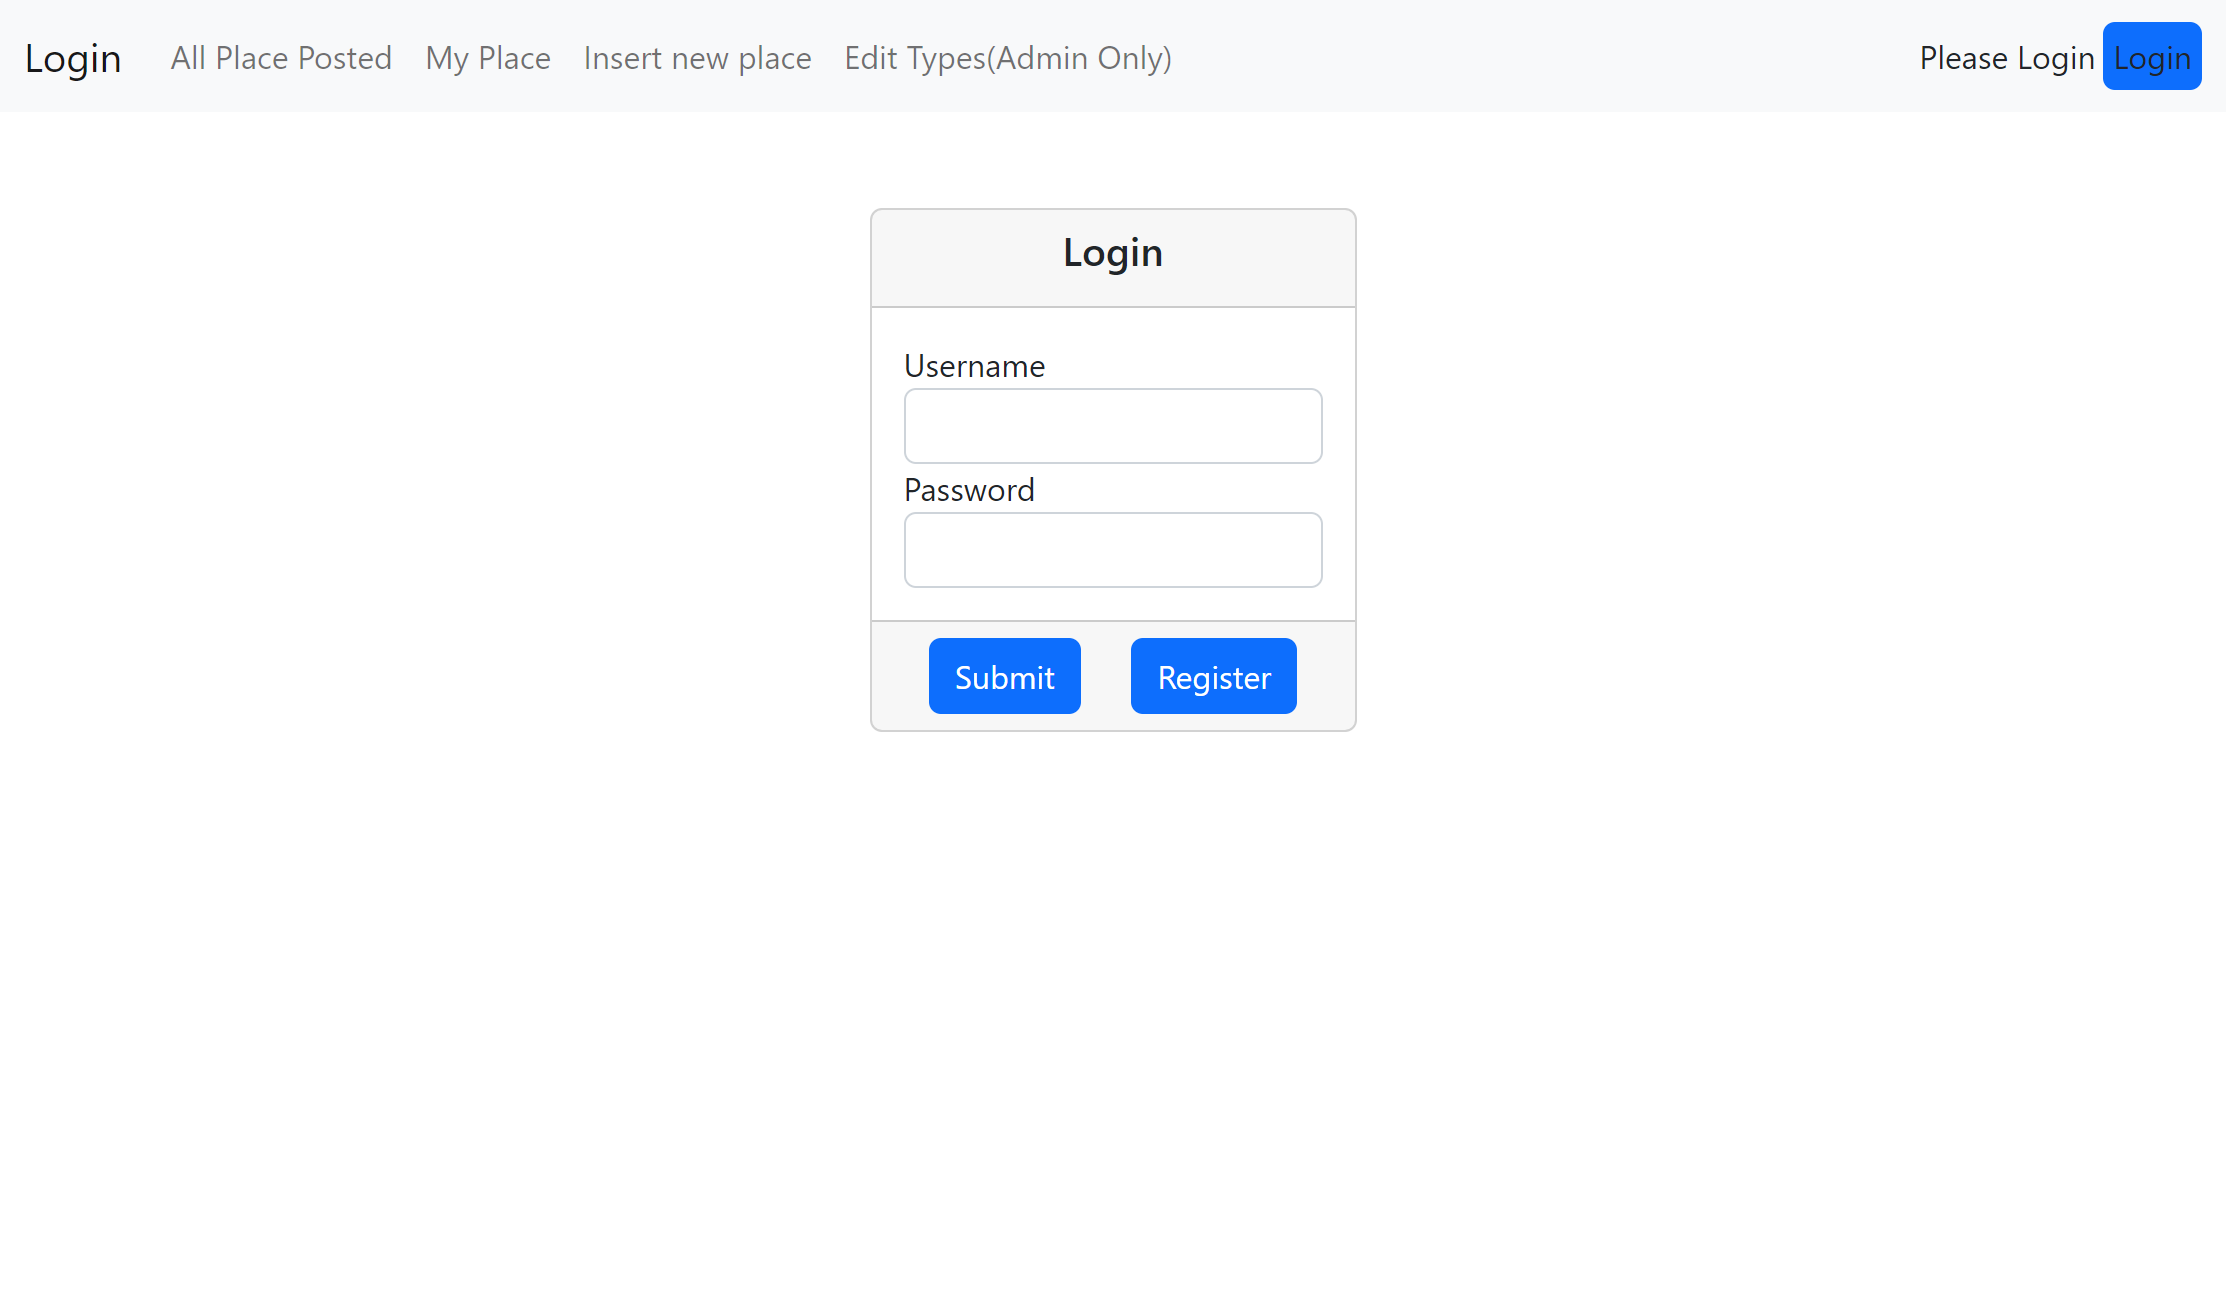 Login All Place Posted My Place Insert new place Edit Types(Admin Only) Please Login Login
Login
Username
Password
Submit Register